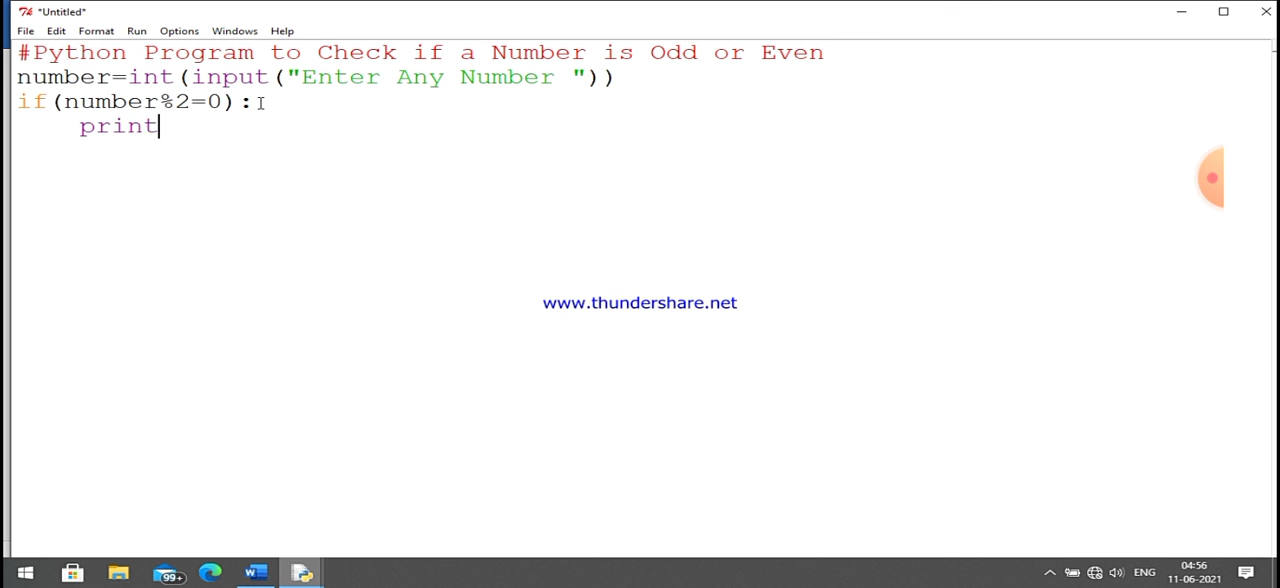 *Untitled*
File Edit Format Run Options Windows Help
#Python Program to Check if a Number is Odd or Even
number=int(input("Enter Any Number "))
if(number%2=0):
print
www.thundershare.net
99+
ENG
04:56
11-06-2021